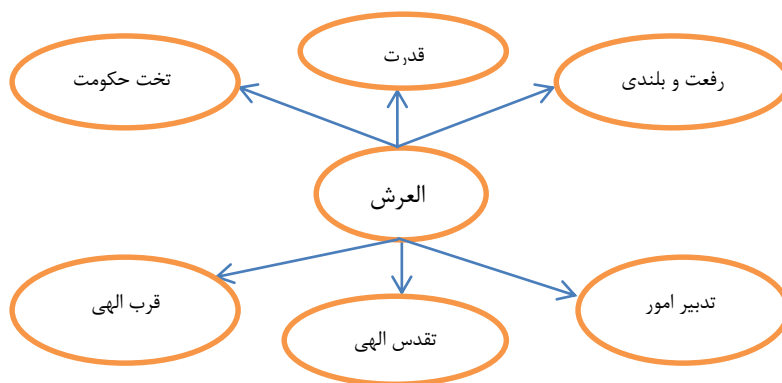 رفعت و بلندی
قدرت
تخت حکومت
العرش
تدبیر امور
تقدس الهی
قرب الهی